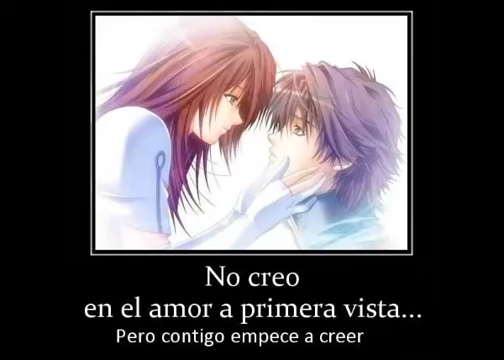 No creo
en el amor a primera vista...
Pero contigo empece a creer